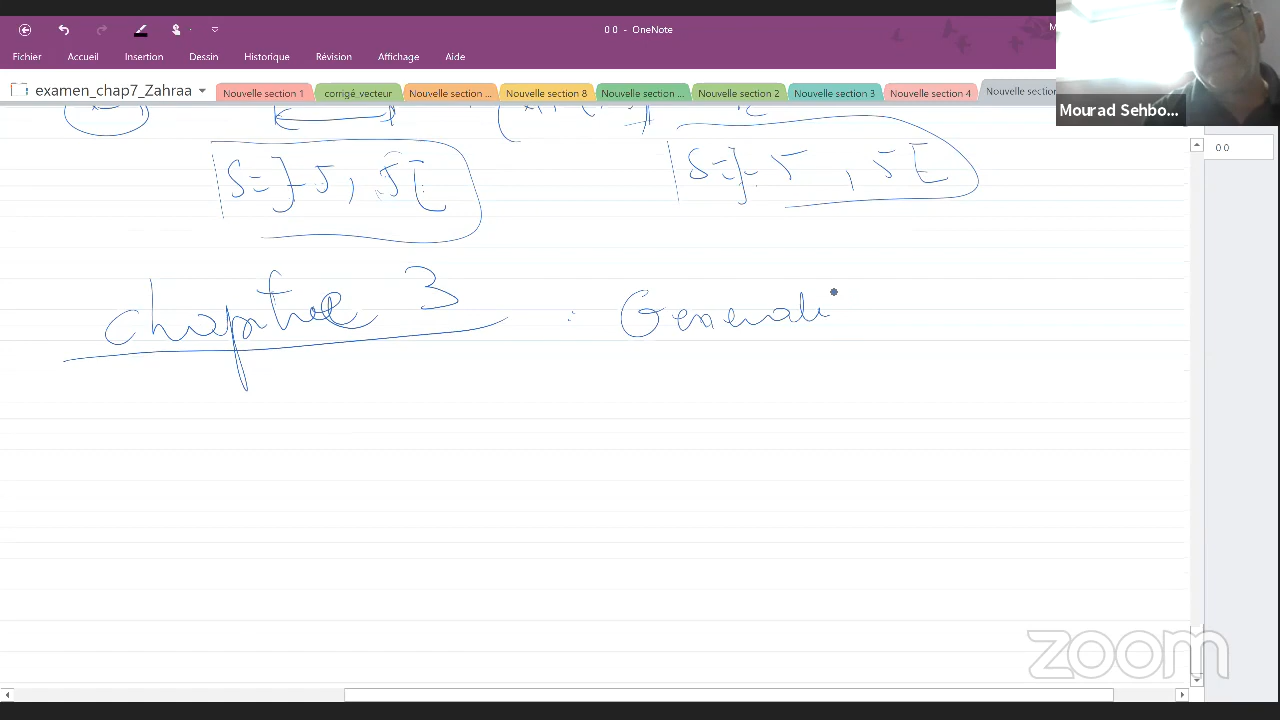 0 0 - OneNote
Fichier Accueil Insertion Dessin Historique Révision Affichage Aide
Mourad Sehbo...
examen_chap7_Zahraa
Nouvelle section 1 corrigé_vecteur Nouvelle section ... Nouvelle section 8 Nouvelle section ... Nouvelle section 2 Nouvelle section 3 Nouvelle section 4 Nouvelle section
0 0
S=]-5, 5[ S=]-5, 5[
chapitre 3 : Generali
zoom